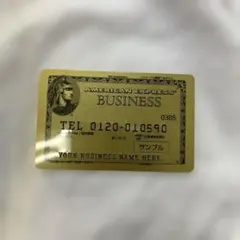 AMERICAN EXPRESS
BUSINESS
TEL 0120-010590
サンプル
YOUR BUSINESS NAME HERE